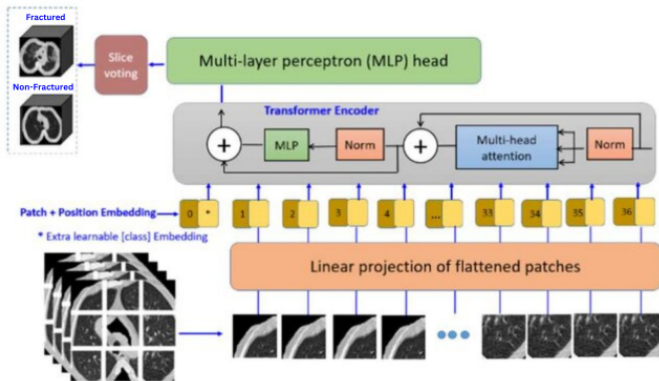 Fractured
Non-Fractured
Slice
voting
Multi-layer perceptron (MLP) head
Transformer Encoder
MLP
Norm
Multi-head
attention
Norm
Patch + Position Embedding
0 *
1
2
3
4
...
33
34
35
36
* Extra learnable [class] Embedding
Linear projection of flattened patches